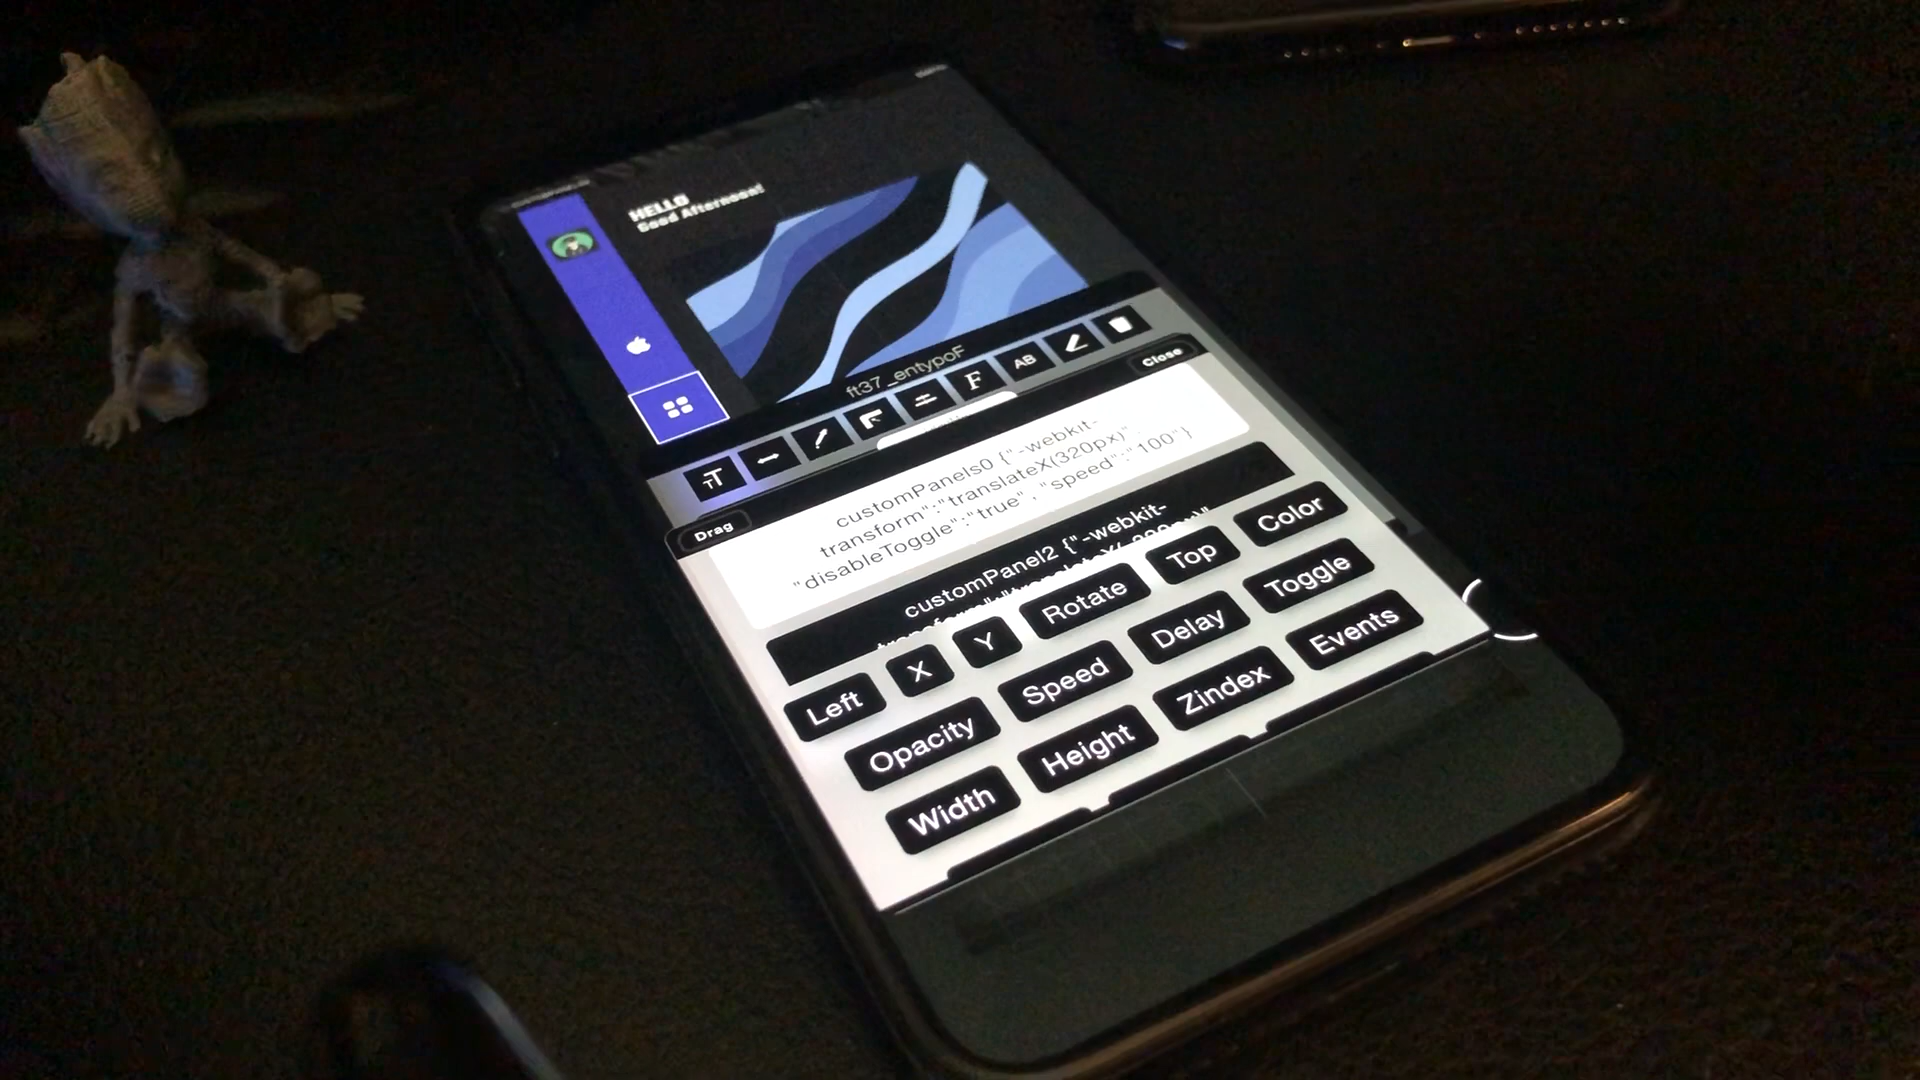 HELLO
Good Afternoon!
ft37_entypoF
T
T
F
AB
Close
Drag
customPanels0 {"-webkit-
transform":"translateX(320px)",
"disableToggle":"true" , "speed":"100"}
customPanel2 {"-webkit-
Left
X
Y
Rotate
Top
Color
Opacity
Speed
Delay
Toggle
Width
Height
Zindex
Events